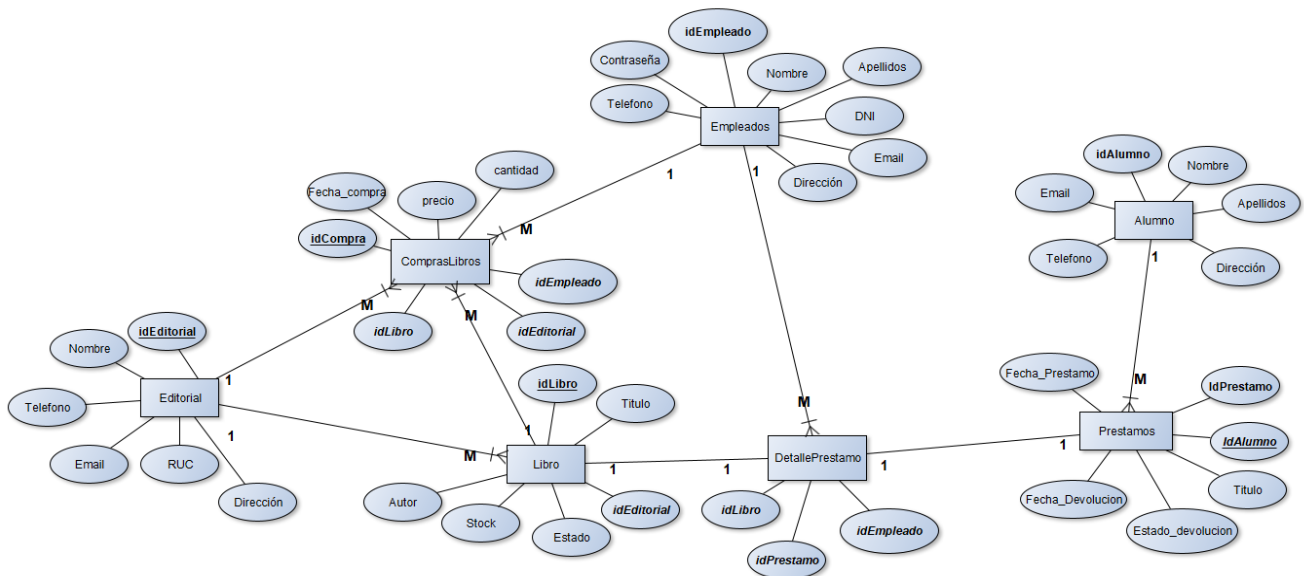 idEmpleado
Contraseña
Nombre
Apellidos
Telefono
Empleados
DNI
Email
Dirección
1
1
cantidad
Fecha_compra
precio
idCompra
M
ComprasLibros
idEmpleado
idLibro
idEditorial
M
M
idAlumno
Nombre
Email
Apellidos
Alumno
Telefono
Dirección
1
idEditorial
Nombre
Telefono
Editorial
1
1
Email
RUC
Dirección
idLibro
Titulo
1
M
Libro
1
Autor
Stock
Estado
idEditorial
M
DetallePrestamo
1
1
idLibro
idPrestamo
idEmpleado
M
Fecha_Prestamo
IdPrestamo
Prestamos
1
IdAlumno
Titulo
Fecha_Devolucion
Estado_devolucion